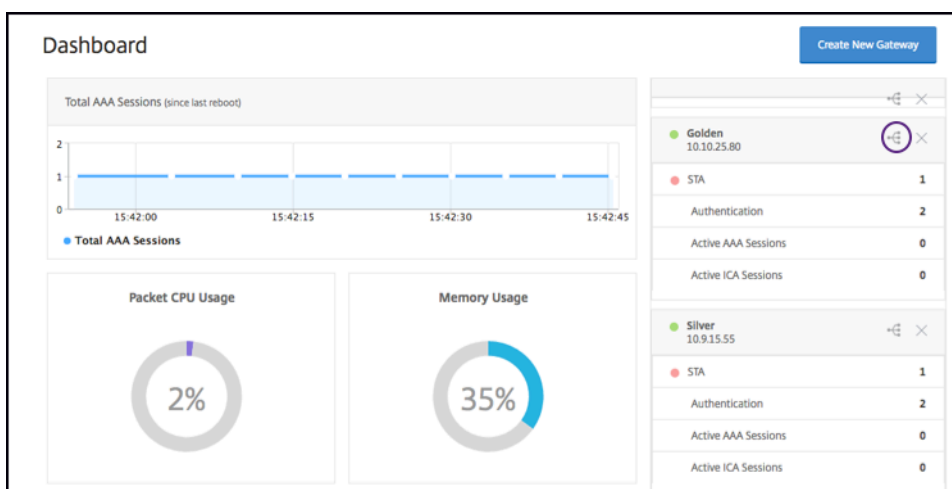 Dashboard
Create New Gateway
Total AAA Sessions (since last reboot)
2
1
0
15:42:00 15:42:15 15:42:30 15:42:45
Total AAA Sessions
Packet CPU Usage
2%
Memory Usage
35%
Golden
10.10.25.80
STA 1
Authentication 2
Active AAA Sessions 0
Active ICA Sessions 0
Silver
10.9.15.55
STA 1
Authentication 2
Active AAA Sessions 0
Active ICA Sessions 0